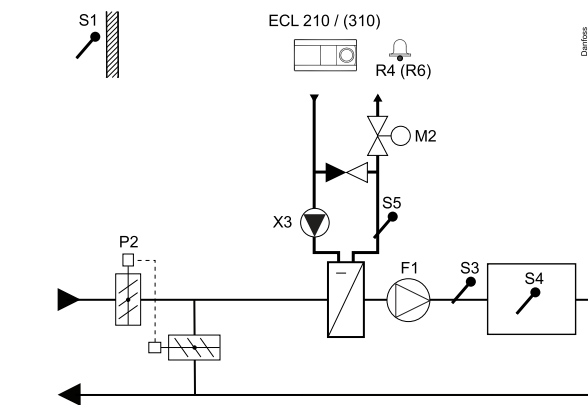 S1
ECL 210 / (310)
Danfoss
R4 (R6)
M2
S5
X3
P2
F1
S3
S4